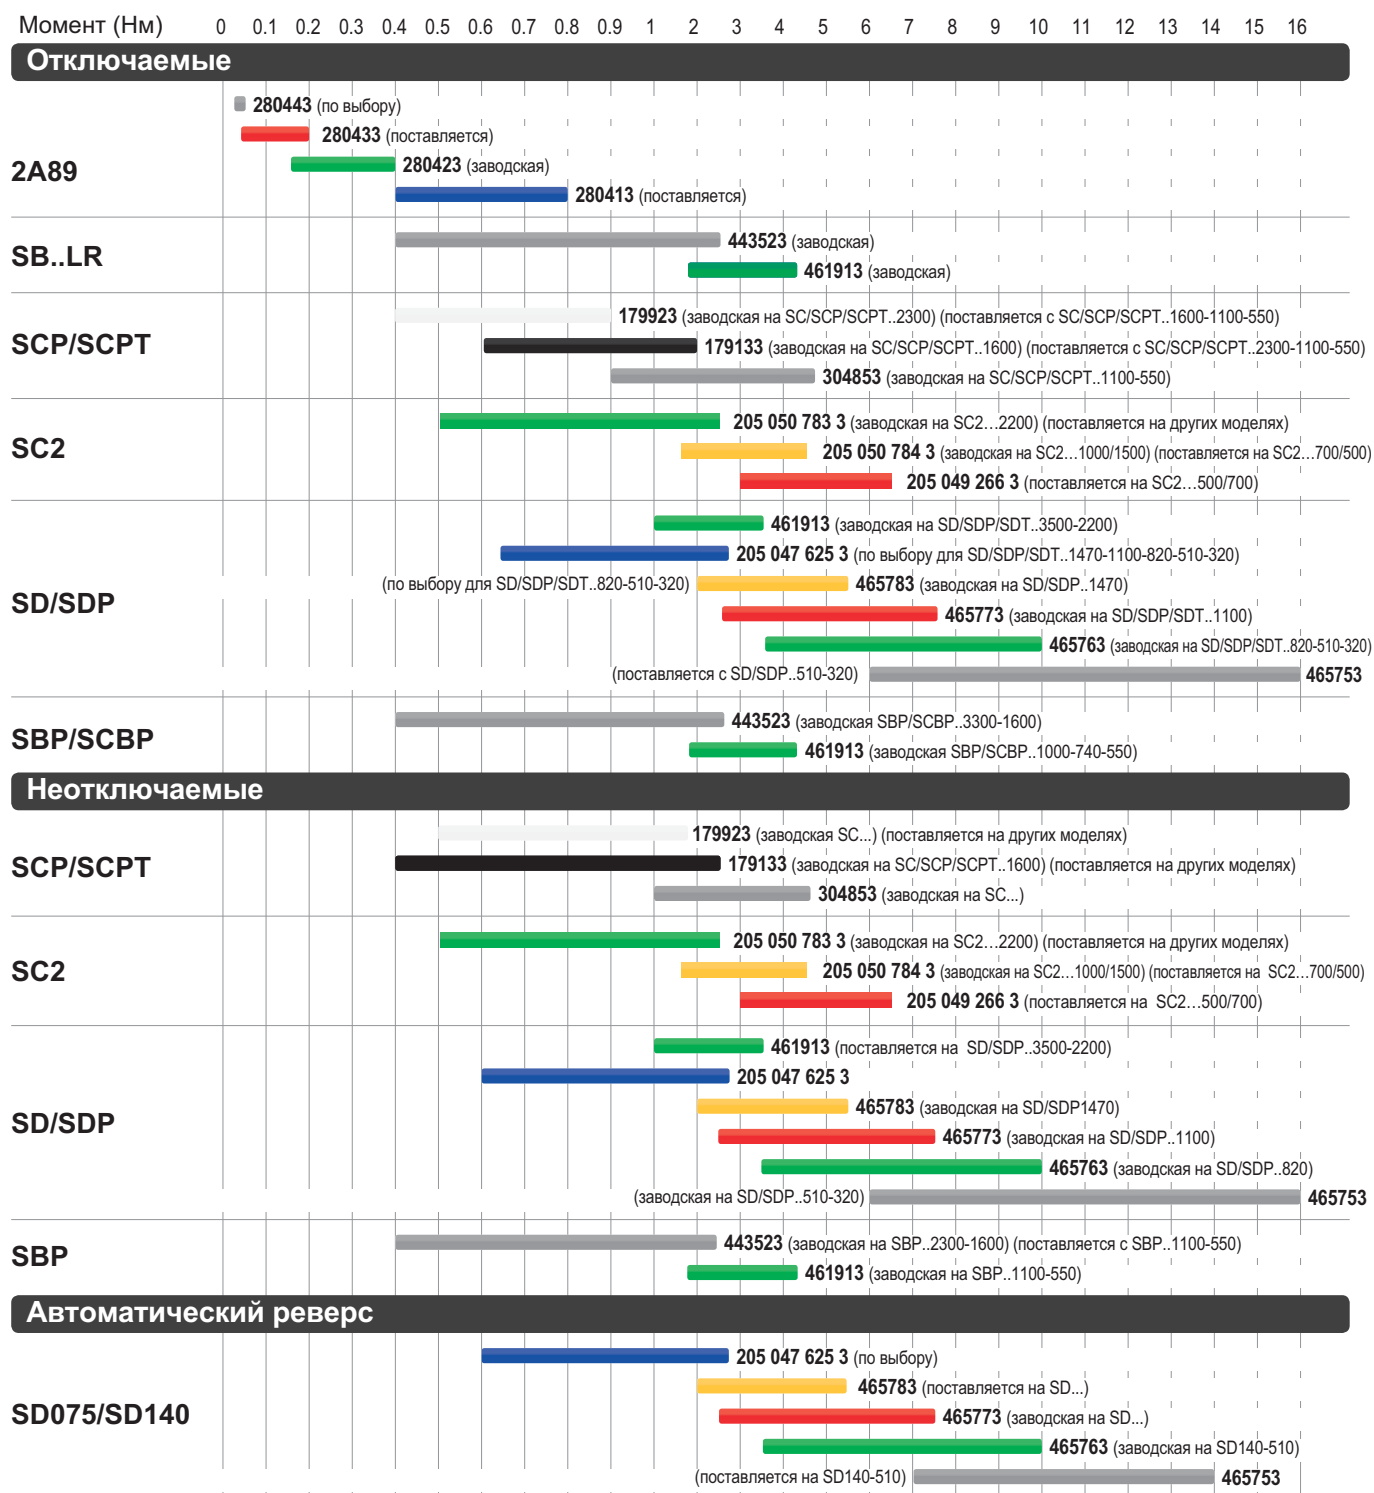 Момент (Нм) 0 0.1 0.2 0.3 0.4 0.5 0.6 0.7 0.8 0.9 1 2 3 4 5 6 7 8 9 10 11 12 13 14 15 16
Отключаемые
280443 (по выбору)
280433 (поставляется)
2A89
280423 (заводская)
280413 (поставляется)
443523 (заводская)
SB..LR
461913 (заводская)
179923 (заводская на SC/SCP/SCPT..2300) (поставляется с SC/SCP/SCPT..1600-1100-550)
SCP/SCPT
179133 (заводская на SC/SCP/SCPT..1600) (поставляется с SC/SCP/SCPT..2300-1100-550)
304853 (заводская на SC/SCP/SCPT..1100-550)
205 050 783 3 (заводская на SC2…2200) (поставляется на других моделях)
SC2
205 050 784 3 (заводская на SC2…1000/1500) (поставляется на SC2…700/500)
205 049 266 3 (поставляется на SC2…500/700)
461913 (заводская на SD/SDP/SDT..3500-2200)
205 047 625 3 (по выбору для SD/SDP/SDT..1470-1100-820-510-320)
(по выбору для SD/SDP/SDT..820-510-320) 465783 (заводская на SD/SDP..1470)
SD/SDP
465773 (заводская на SD/SDP/SDT..1100)
465763 (заводская на SD/SDP/SDT..820-510-320)
(поставляется с SD/SDP..510-320) 465753
443523 (заводская SBP/SCBP..3300-1600)
SBP/SCBP
461913 (заводская SBP/SCBP..1000-740-550)
Неотключаемые
179923 (заводская SC...) (поставляется на других моделях)
SCP/SCPT
179133 (заводская на SC/SCP/SCPT..1600) (поставляется на других моделях)
304853 (заводская на SC...)
205 050 783 3 (заводская на SC2…2200) (поставляется на других моделях)
SC2
205 050 784 3 (заводская на SC2…1000/1500) (поставляется на SC2…700/500)
205 049 266 3 (поставляется на SC2…500/700)
461913 (поставляется на SD/SDP..3500-2200)
205 047 625 3
465783 (заводская на SD/SDP1470)
SD/SDP
465773 (заводская на SD/SDP..1100)
465763 (заводская на SD/SDP..820)
(заводская на SD/SDP..510-320) 465753
443523 (заводская на SBP..2300-1600) (поставляется с SBP..1100-550)
SBP
461913 (заводская на SBP..1100-550)
Автоматический реверс
205 047 625 3 (по выбору)
465783 (поставляется на SD...)
SD075/SD140
465773 (заводская на SD...)
465763 (заводская на SD140-510)
(поставляется на SD140-510) 465753